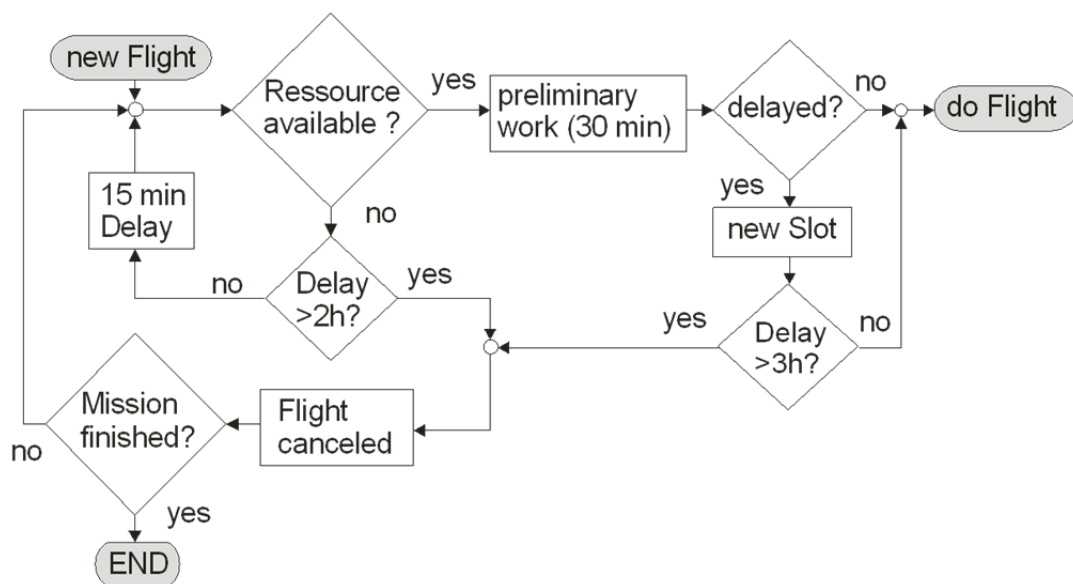 new Flight
Ressource
available ?
yes
preliminary
work (30 min)
delayed?
no
do Flight
15 min
Delay
no
yes
new Slot
no
Delay
>2h?
yes
yes
Delay
>3h?
no
Mission
finished?
no
Flight
canceled
yes
END